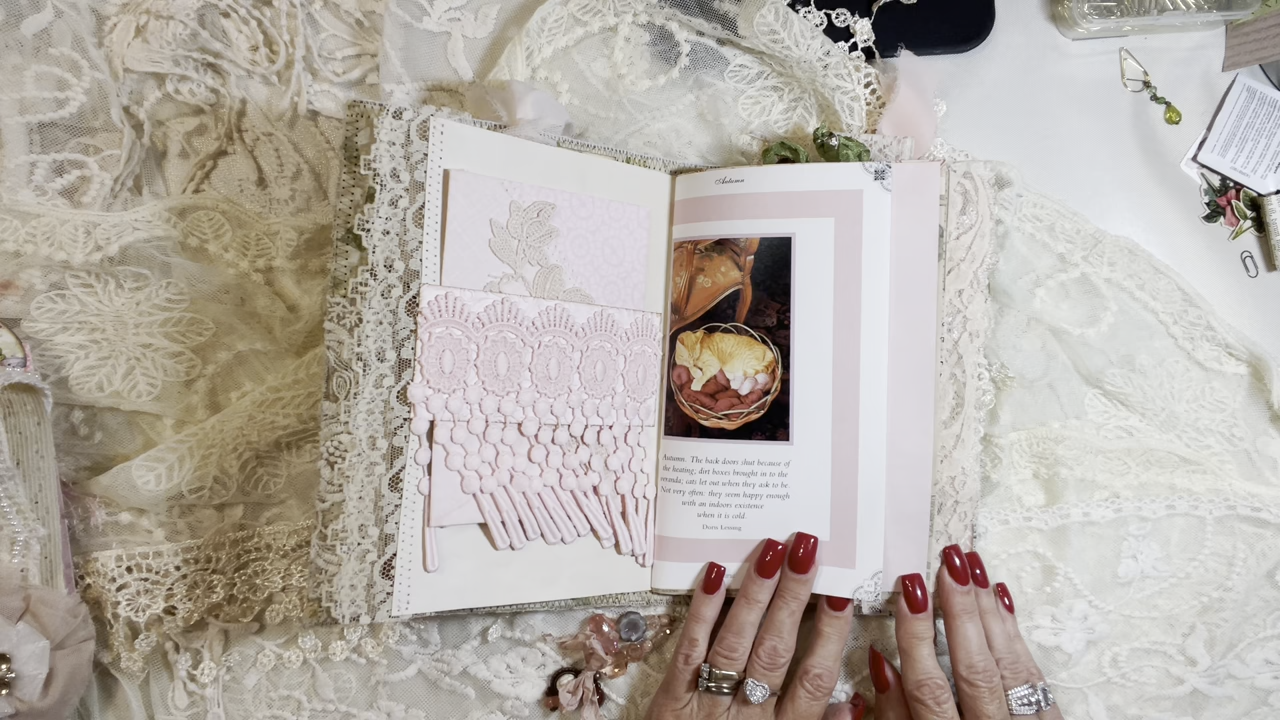 Autumn
Autumn. The back doors shut because of
the heating; dirt boxes brought in to the
veranda; cats let out when they ask to be.
Not very often: they seem happy enough
with an indoors existence
when it is cold.
Doris Lessing